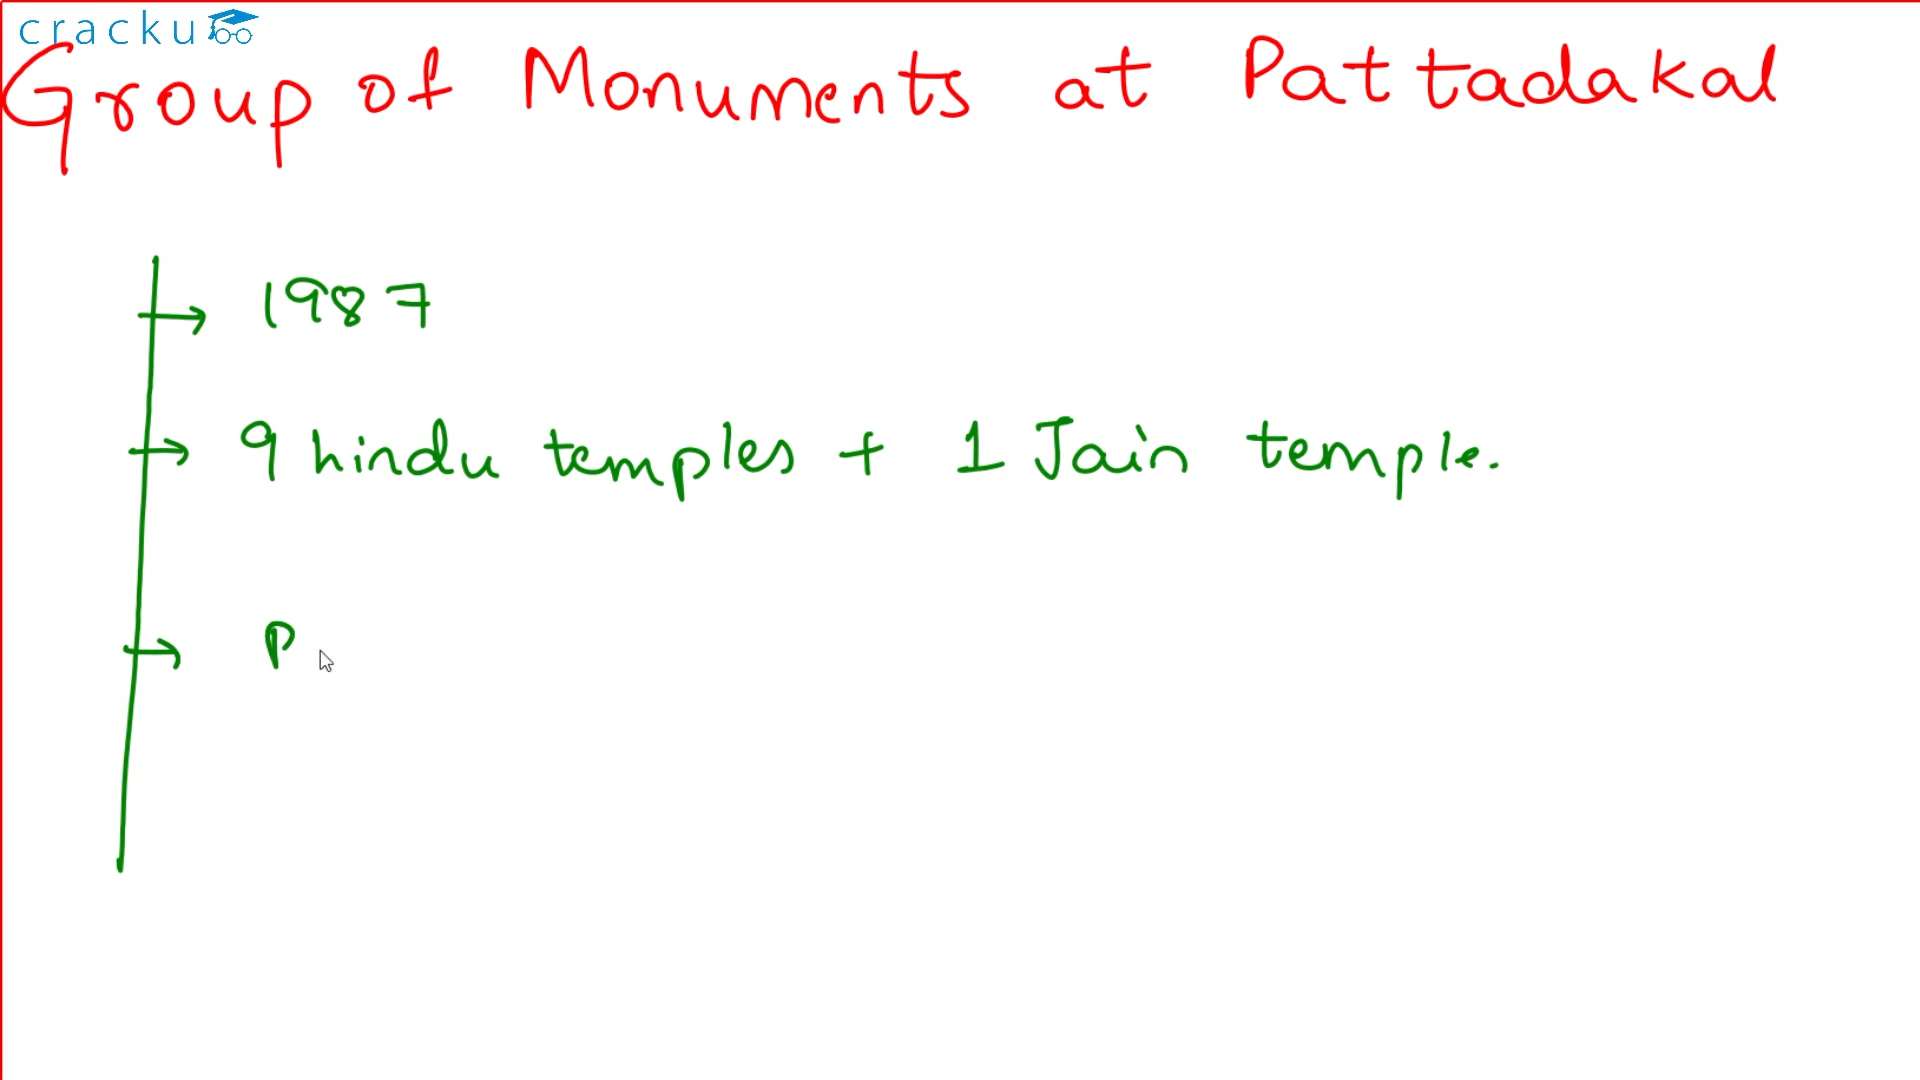 cracku
Group of Monuments at Pattadakal
1987
9 hindu temples + 1 Jain temple.
P